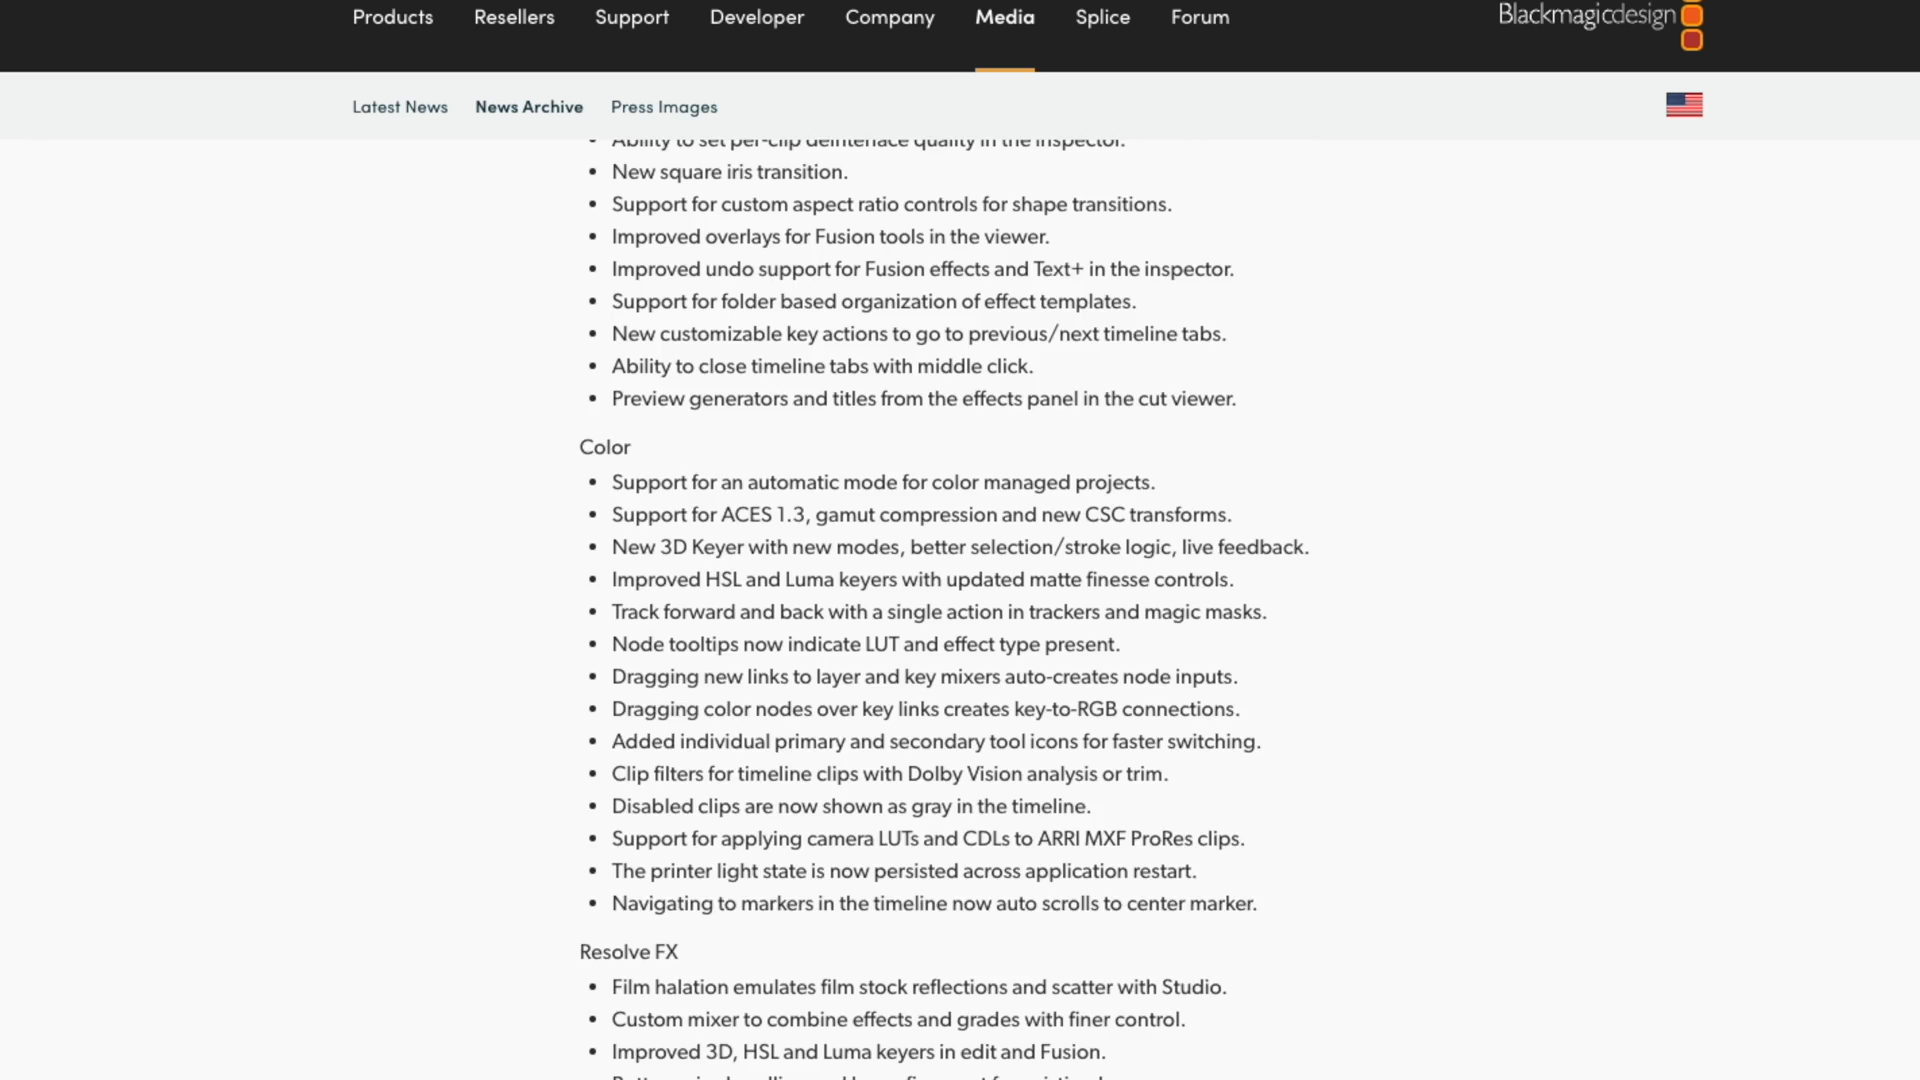 Products Resellers Support Developer Company Media Splice Forum Blackmagicdesign
Latest News News Archive Press Images
• Ability to set per-clip deinterlace quality in the inspector.
• New square iris transition.
• Support for custom aspect ratio controls for shape transitions.
• Improved overlays for Fusion tools in the viewer.
• Improved undo support for Fusion effects and Text+ in the inspector.
• Support for folder based organization of effect templates.
• New customizable key actions to go to previous/next timeline tabs.
• Ability to close timeline tabs with middle click.
• Preview generators and titles from the effects panel in the cut viewer.
Color
• Support for an automatic mode for color managed projects.
• Support for ACES 1.3, gamut compression and new CSC transforms.
• New 3D Keyer with new modes, better selection/stroke logic, live feedback.
• Improved HSL and Luma keyers with updated matte finesse controls.
• Track forward and back with a single action in trackers and magic masks.
• Node tooltips now indicate LUT and effect type present.
• Dragging new links to layer and key mixers auto-creates node inputs.
• Dragging color nodes over key links creates key-to-RGB connections.
• Added individual primary and secondary tool icons for faster switching.
• Clip filters for timeline clips with Dolby Vision analysis or trim.
• Disabled clips are now shown as gray in the timeline.
• Support for applying camera LUTs and CDLs to ARRI MXF ProRes clips.
• The printer light state is now persisted across application restart.
• Navigating to markers in the timeline now auto scrolls to center marker.
Resolve FX
• Film halation emulates film stock reflections and scatter with Studio.
• Custom mixer to combine effects and grades with finer control.
• Improved 3D, HSL and Luma keyers in edit and Fusion.